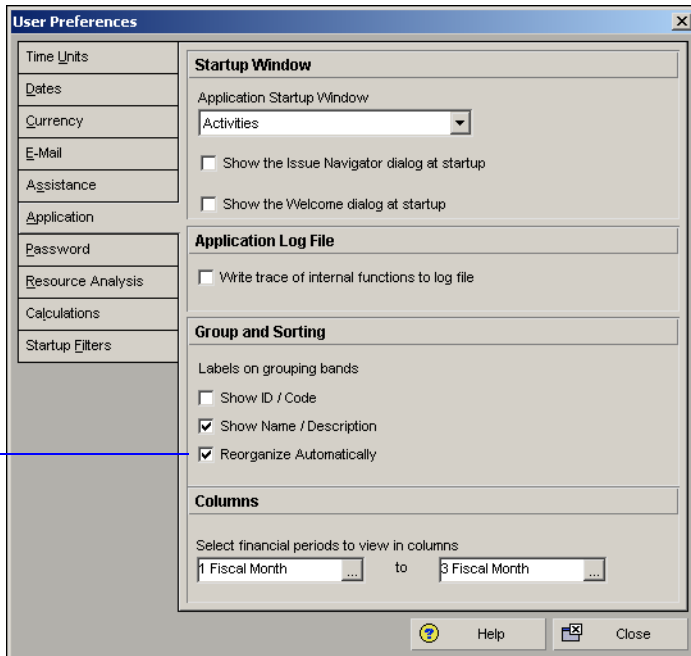 User Preferences
Time Units
Dates
Currency
E-Mail
Assistance
Application
Password
Resource Analysis
Calculations
Startup Filters
Startup Window
Application Startup Window
Activities
Show the Issue Navigator dialog at startup
Show the Welcome dialog at startup
Application Log File
Write trace of internal functions to log file
Group and Sorting
Labels on grouping bands
Show ID / Code
Show Name / Description
Reorganize Automatically
Columns
Select financial periods to view in columns
1 Fiscal Month ... to 3 Fiscal Month ...
Help Close